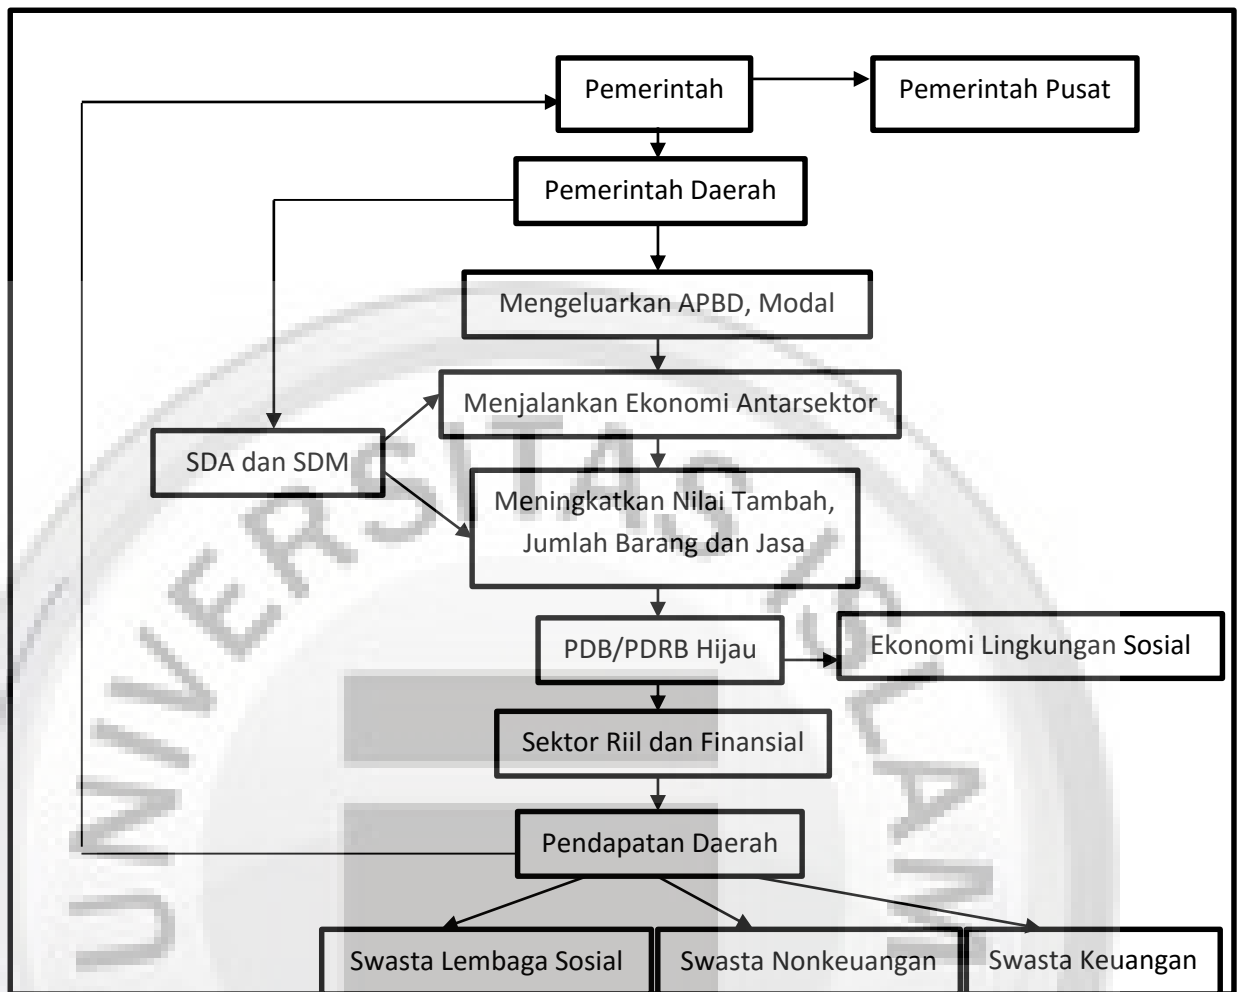 Pemerintah
Pemerintah Pusat
Pemerintah Daerah
Mengeluarkan APBD, Modal
Menjalankan Ekonomi Antarsektor
SDA dan SDM
Meningkatkan Nilai Tambah,
Jumlah Barang dan Jasa
PDB/PDRB Hijau
Ekonomi Lingkungan Sosial
Sektor Riil dan Finansial
Pendapatan Daerah
Swasta Lembaga Sosial
Swasta Nonkeuangan
Swasta Keuangan
UNIVERSITAS ISLAM